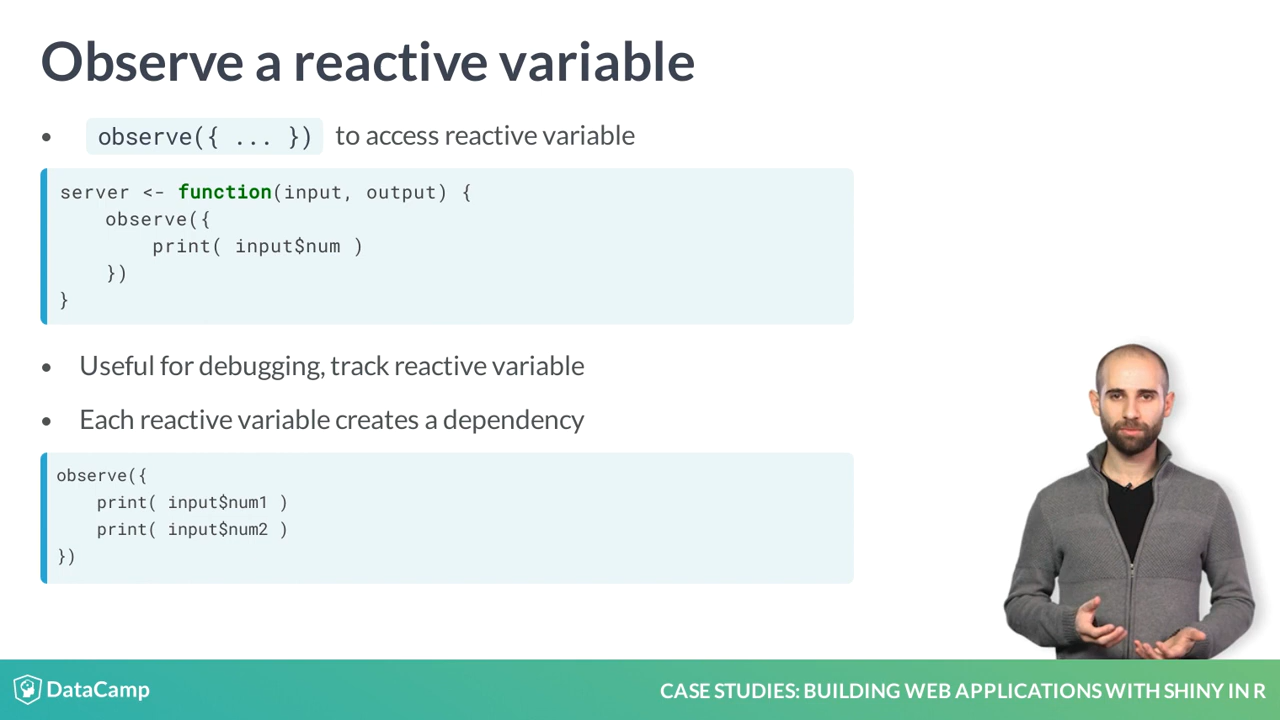 Observe a reactive variable
• observe({ ... }) to access reactive variable
server <- function(input, output) {
    observe({
        print( input$num )
    })
}
• Useful for debugging, track reactive variable
• Each reactive variable creates a dependency
observe({
    print( input$num1 )
    print( input$num2 )
})
DataCamp
CASE STUDIES: BUILDING WEB APPLICATIONS WITH SHINY IN R